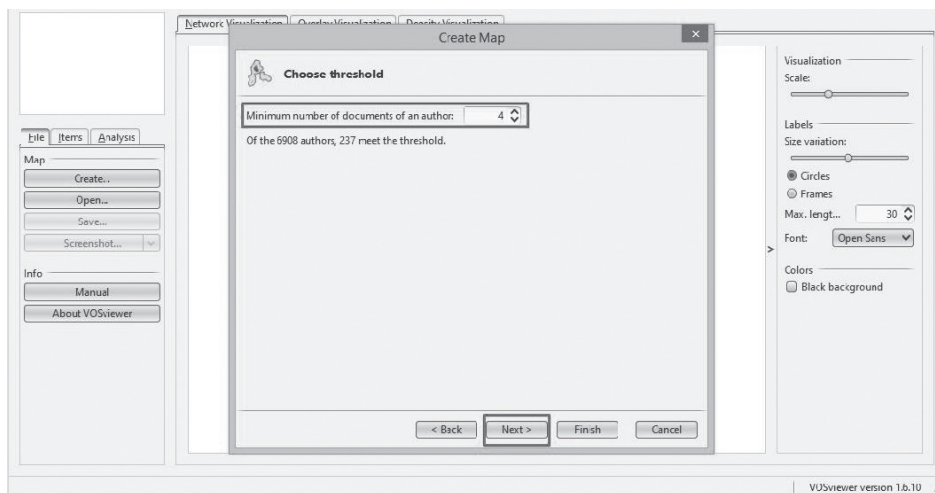 Network Visualization Overlay Visualization Density Visualization
Create Map
Choose threshold
Minimum number of documents of an author: 4
Of the 6908 authors, 237 meet the threshold.
< Back Next > Finish Cancel
File Items Analysis
Map
Create...
Open...
Save...
Screenshot...
Info
Manual
About VOSviewer
Visualization
Scale:
Labels
Size variation:
Circles
Frames
Max. lengt... 30
Font: Open Sans
>
Colors
Black background
VOSviewer version 1.6.10